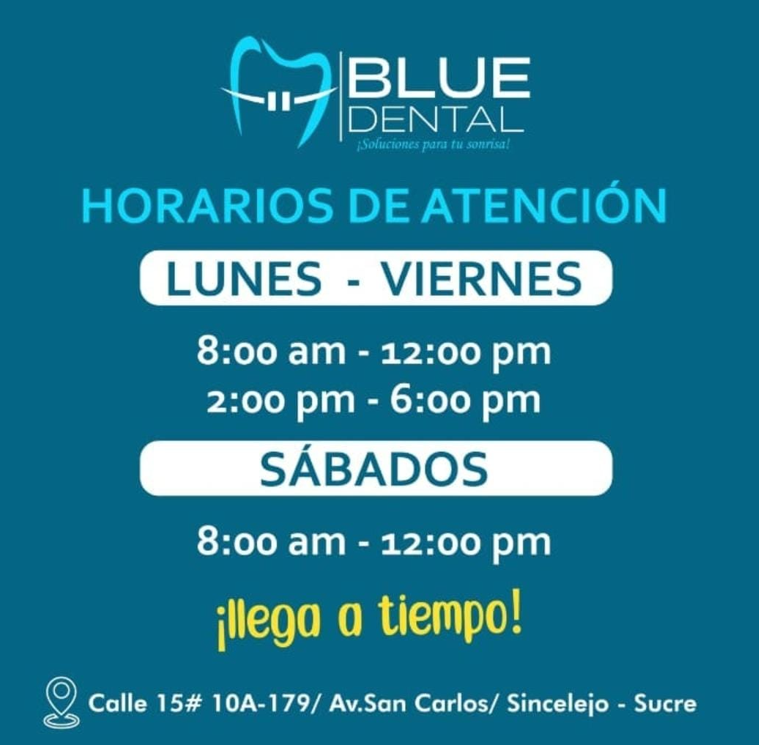 BLUE
DENTAL
¡Soluciones para tu sonrisa!
HORARIOS DE ATENCIÓN
LUNES - VIERNES
8:00 am - 12:00 pm
2:00 pm - 6:00 pm
SÁBADOS
8:00 am - 12:00 pm
¡llega a tiempo!
Calle 15# 10A-179/ Av.San Carlos/ Sincelejo - Sucre